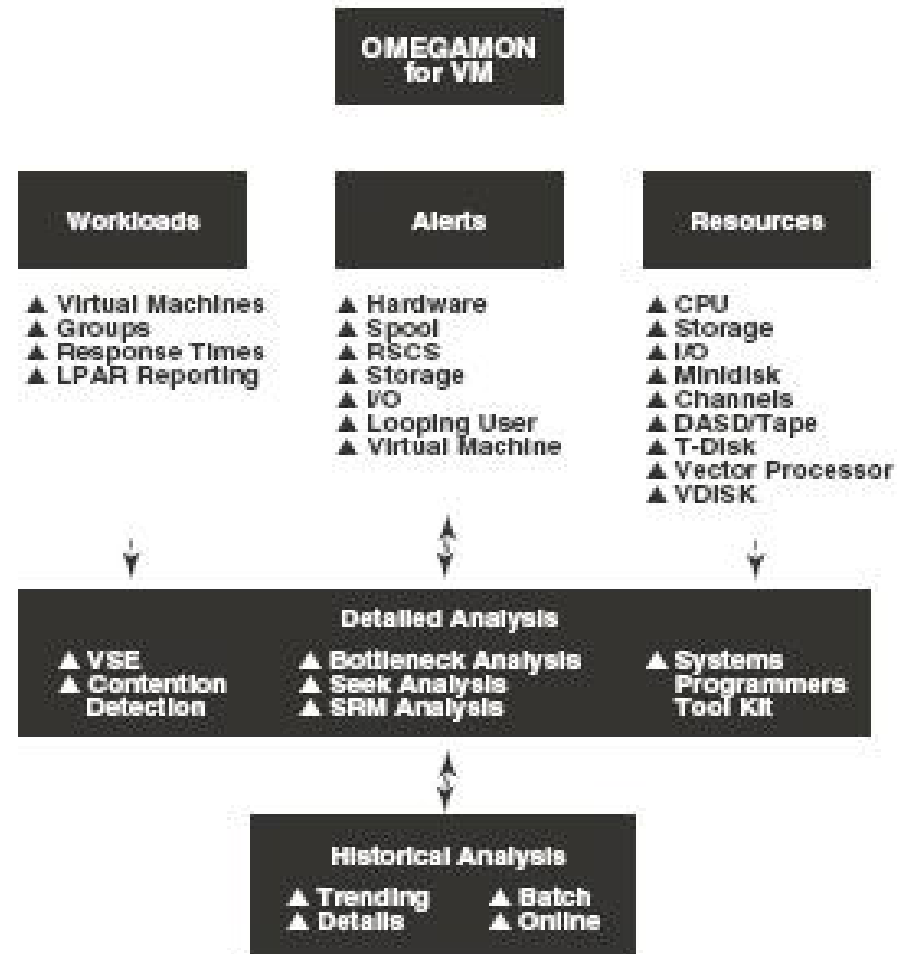 OMEGAMON
for VM
Workloads
Virtual Machines
Groups
Response Times
LPAR Reporting
Alerts
Hardware
Spool
RSCS
Storage
I/O
Looping User
Virtual Machine
Resources
CPU
Storage
I/O
Minidisk
Channels
DASD/Tape
T-Disk
Vector Processor
VDISK
Detailed Analysis
VSE
Contention
Detection
Bottleneck Analysis
Seek Analysis
SRM Analysis
Systems
Programmers
Tool Kit
Historical Analysis
Trending
Details
Batch
Online